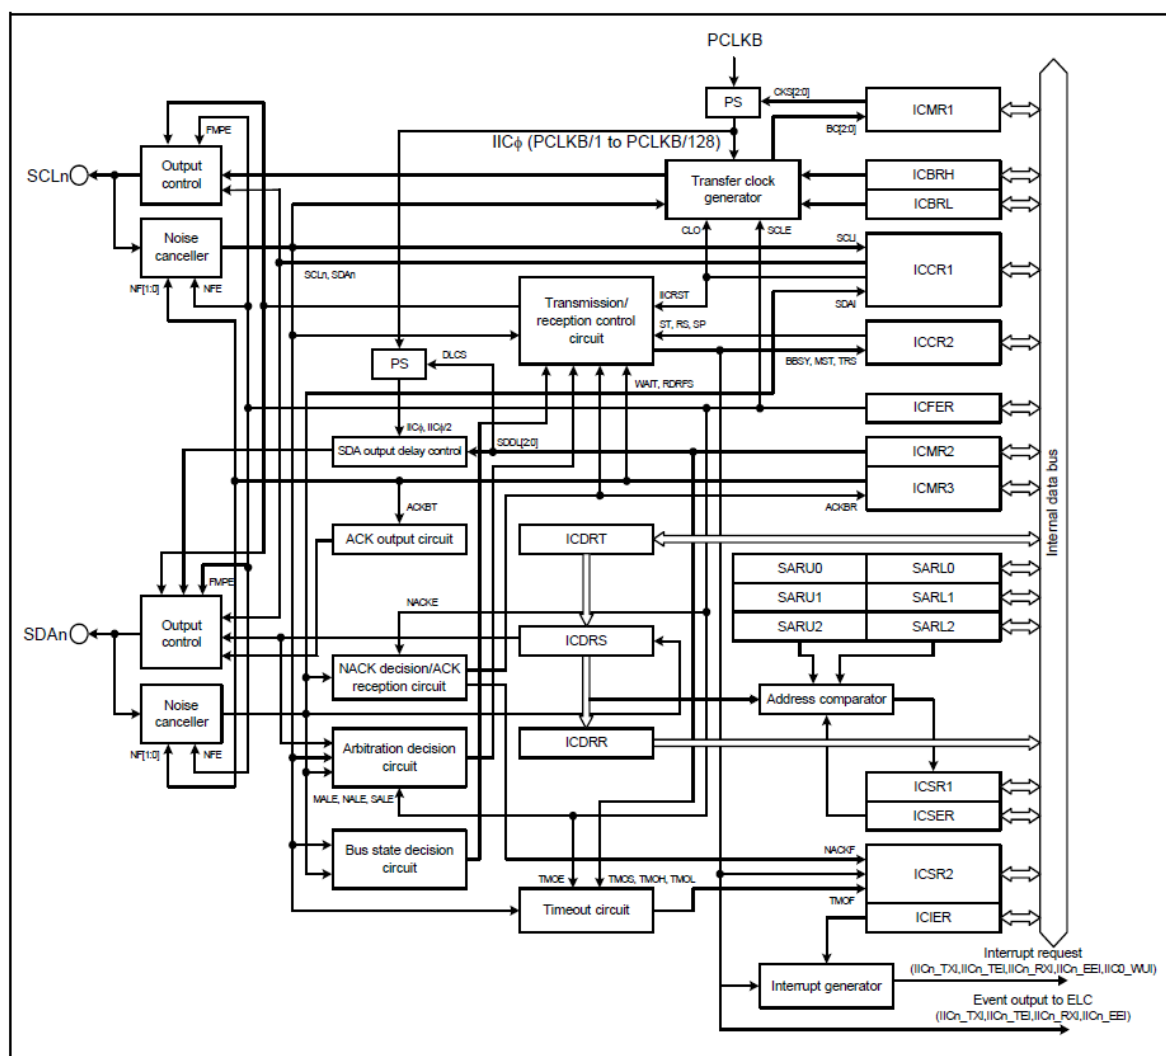 PCLKB
PS
CKS[2:0]
ICMR1
BC[2:0]
FMPE
IICϕ (PCLKB/1 to PCLKB/128)
SCLn
Output
control
Transfer clock
generator
ICBRH
ICBRL
Noise
canceller
CLO
SCLE
SCLI
ICCR1
SCLn, SDAn
NF[1:0]
NFE
IICRST
SDAI
Transmission/
reception control
circuit
ST, RS, SP
ICCR2
BBSY, MST, TRS
PS
DLCS
WAIT, RDRFS
ICFER
IICϕ, IICϕ/2
SDA output delay control
SDDL[2:0]
ICMR2
ICMR3
ACKBT
ACKBR
Internal data bus
ACK output circuit
ICDRT
SARU0
SARL0
SARU1
SARL1
SARU2
SARL2
FMPE
NACKE
SDAn
Output
control
ICDRS
NACK decision/ACK
reception circuit
Address comparator
Noise
canceller
ICDRR
Arbitration decision
circuit
NF[1:0]
NFE
MALE, NALE, SALE
ICSR1
ICSER
Bus state decision
circuit
NACKF
ICSR2
TMOE
TMOS, TMOH, TMOL
TMOF
Timeout circuit
ICIER
Interrupt request
(IICn_TXI,IICn_TEI,IICn_RXI,IICn_EEI,IIC0_WUI)
Interrupt generator
Event output to ELC
(IICn_TXI,IICn_TEI,IICn_RXI,IICn_EEI)